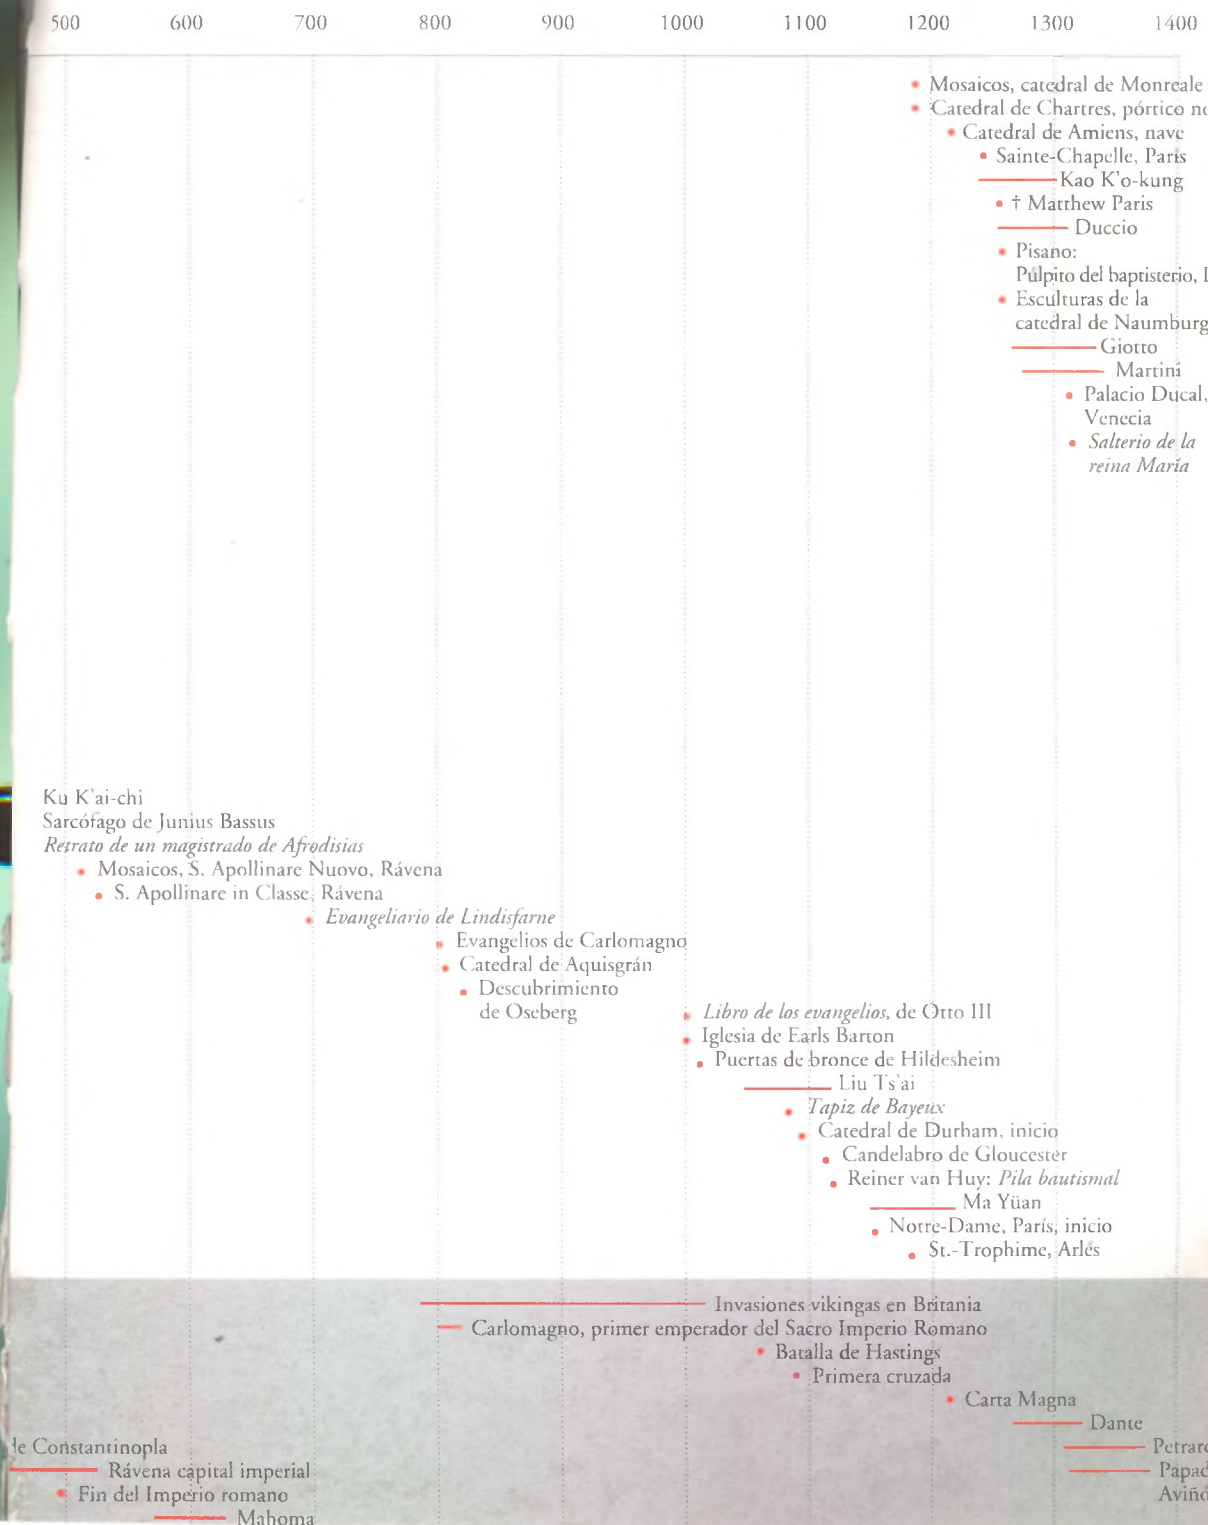 500 600 700 800 900 1000 1100 1200 1300 1400
Mosaicos, catedral de Monreale
Catedral de Chartres, pórtico
Catedral de Amiens, nave
Sainte-Chapelle, París
Kao K'o-kung
† Matthew Paris
Duccio
Pisano:
Púlpito del baptisterio,
Esculturas de la
catedral de Naumburg
Giotto
Martini
Palacio Ducal,
Venecia
Salterio de la
reina María
Ku K'ai-chi
Sarcófago de Junius Bassus
Retrato de un magistrado de Afrodisias
Mosaicos, S. Apollinare Nuovo, Rávena
S. Apollinare in Classe, Rávena
Evangeliario de Lindisfarne
Evangelios de Carlomagno
Catedral de Aquisgrán
Descubrimiento
de Oseberg
Libro de los evangelios, de Otto III
Iglesia de Earls Barton
Puertas de bronce de Hildesheim
Liu Ts'ai
Tapiz de Bayeux
Catedral de Durham, inicio
Candelabro de Gloucester
Reiner van Huy: Pila bautismal
Ma Yüan
Notre-Dame, París, inicio
St.-Trophime, Arlés
Invasiones vikingas en Britania
Carlomagno, primer emperador del Sacro Imperio Romano
Batalla de Hastings
Primera cruzada
Carta Magna
Dante
de Constantinopla
Rávena capital imperial
Fin del Imperio romano
Mahoma